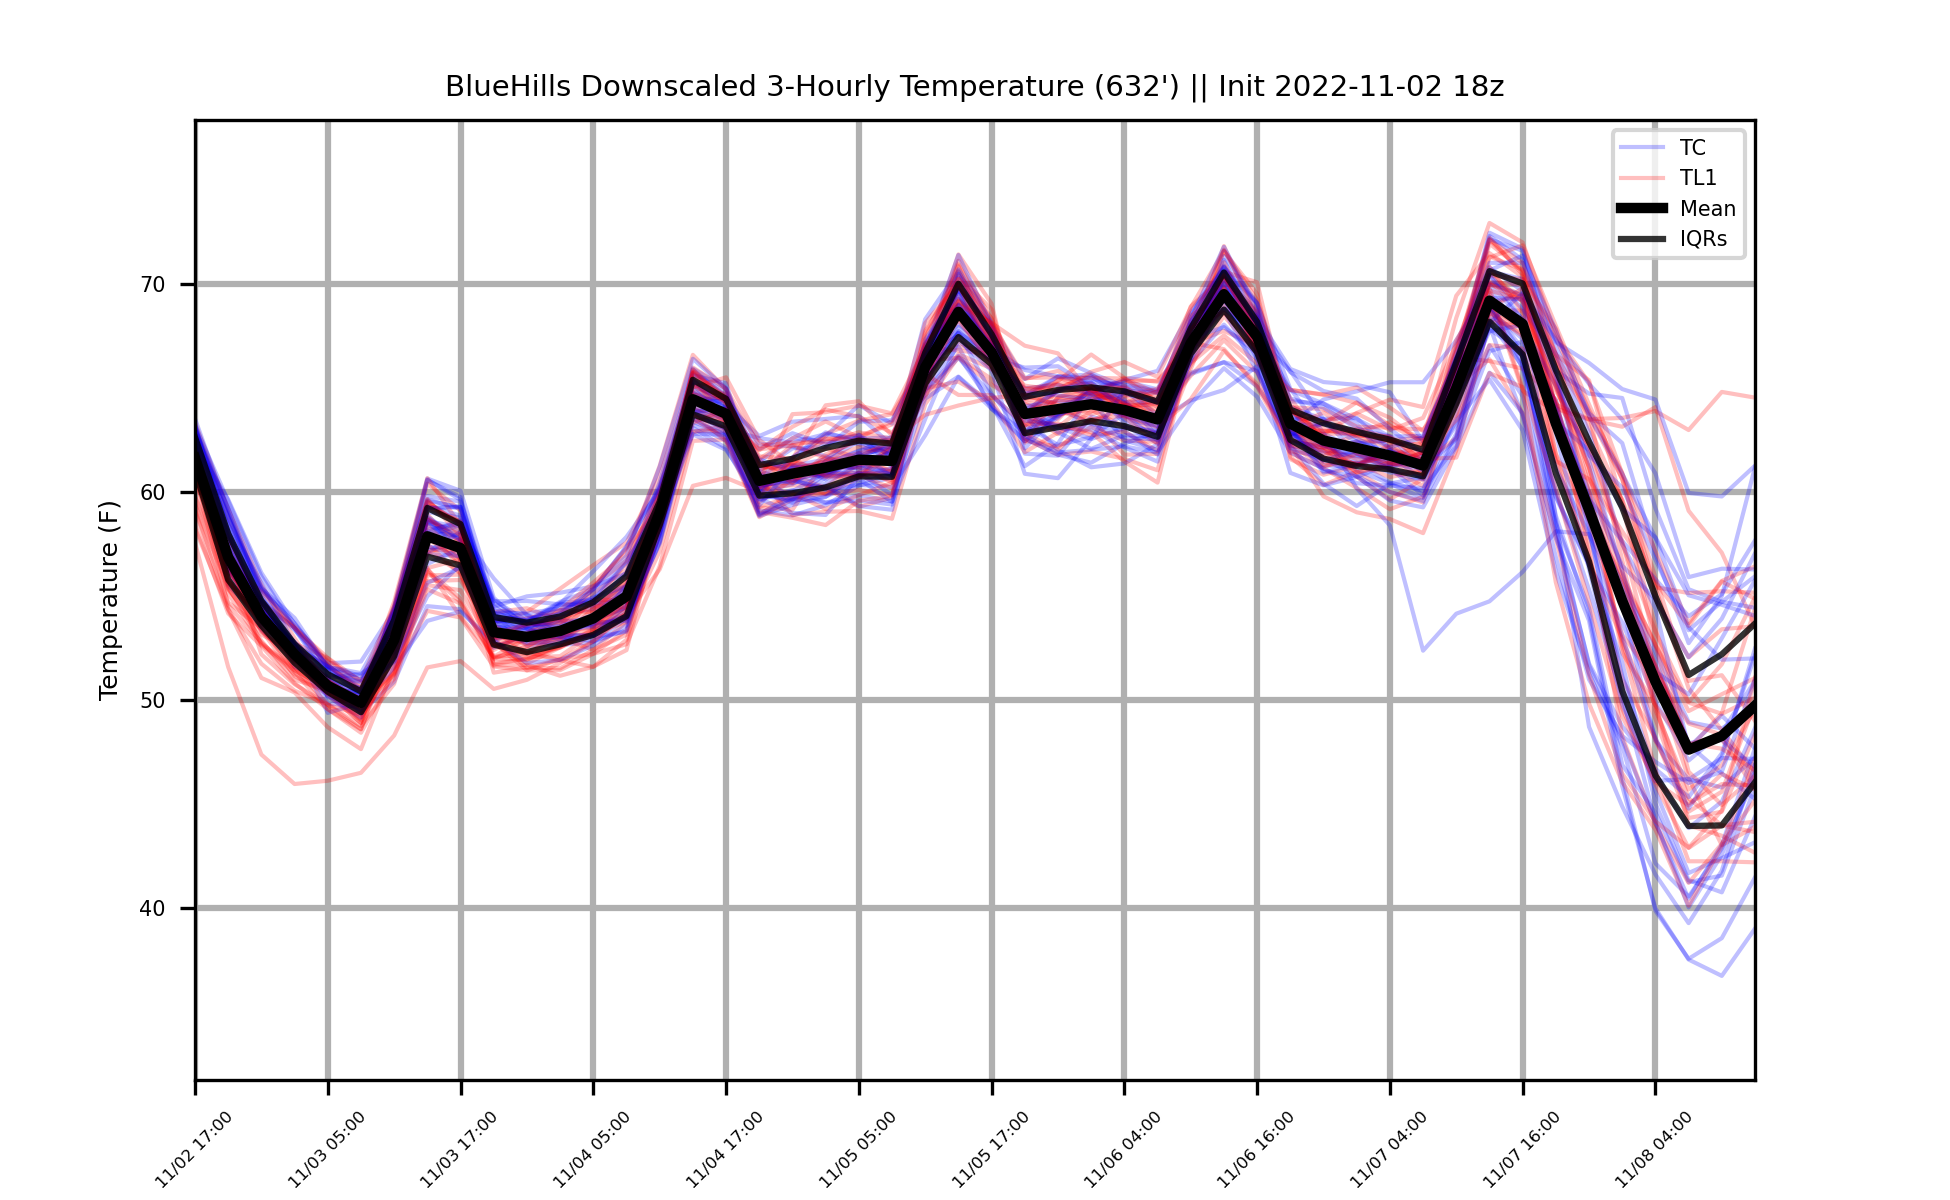 BlueHills Downscaled 3-Hourly Temperature (632') || Init 2022-11-02 18z
TC
TL1
Mean
IQRs
Temperature (F)
70
60
50
40
11/02 17:00
11/03 05:00
11/03 17:00
11/04 05:00
11/04 17:00
11/05 05:00
11/05 17:00
11/06 04:00
11/06 16:00
11/07 04:00
11/07 16:00
11/08 04:00